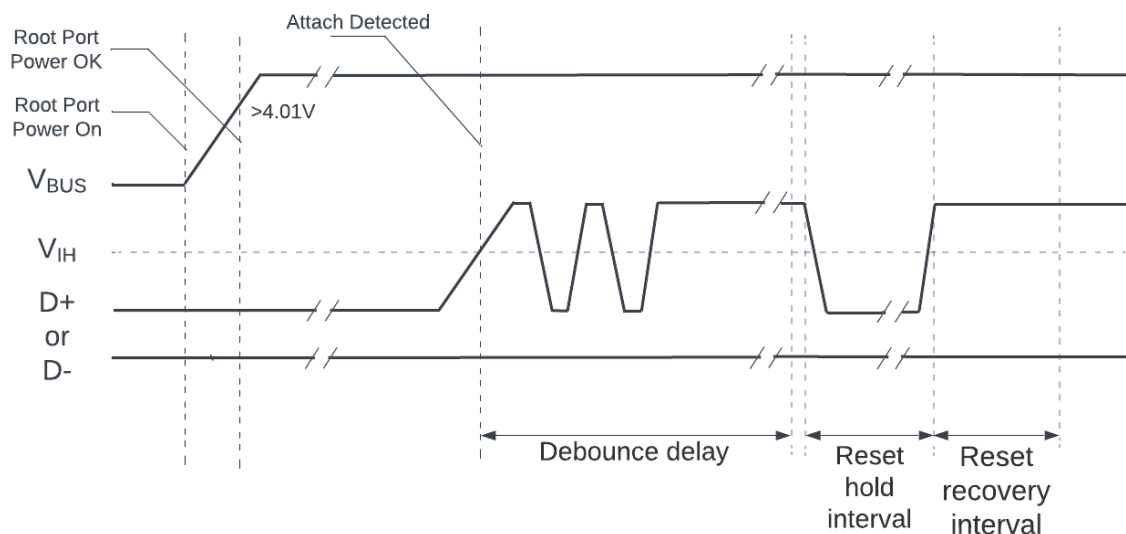 Root Port
Power OK
Attach Detected
Root Port
Power On
>4.01V
VBUS
VIH
D+
or
D-
Debounce delay
Reset
hold
interval
Reset
recovery
interval